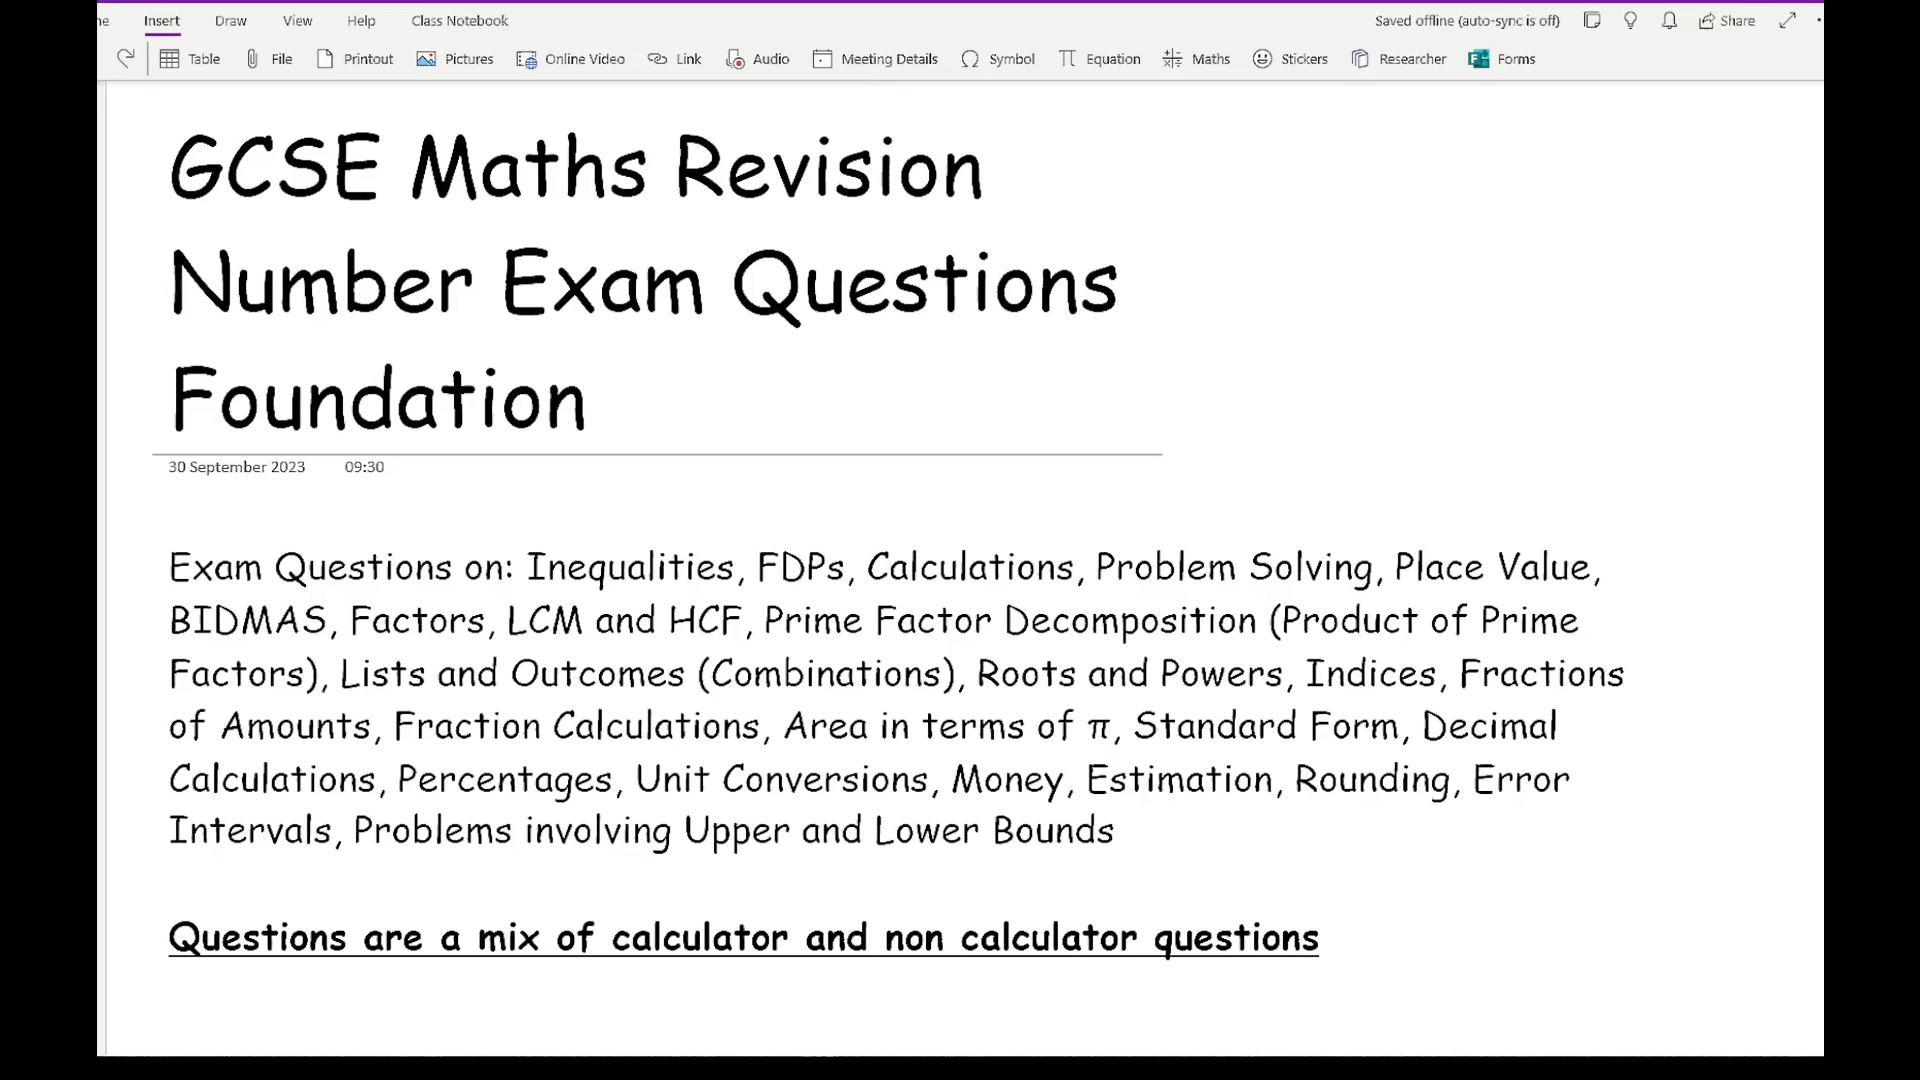 Insert Draw View Help Class Notebook Saved offline (auto-sync is off) Share
Table File Printout Pictures Online Video Link Audio Meeting Details Symbol Equation Maths Stickers Researcher Forms
GCSE Maths Revision
Number Exam Questions
Foundation
30 September 2023 09:30
Exam Questions on: Inequalities, FDPs, Calculations, Problem Solving, Place Value,
BIDMAS, Factors, LCM and HCF, Prime Factor Decomposition (Product of Prime
Factors), Lists and Outcomes (Combinations), Roots and Powers, Indices, Fractions
of Amounts, Fraction Calculations, Area in terms of π, Standard Form, Decimal
Calculations, Percentages, Unit Conversions, Money, Estimation, Rounding, Error
Intervals, Problems involving Upper and Lower Bounds
Questions are a mix of calculator and non calculator questions